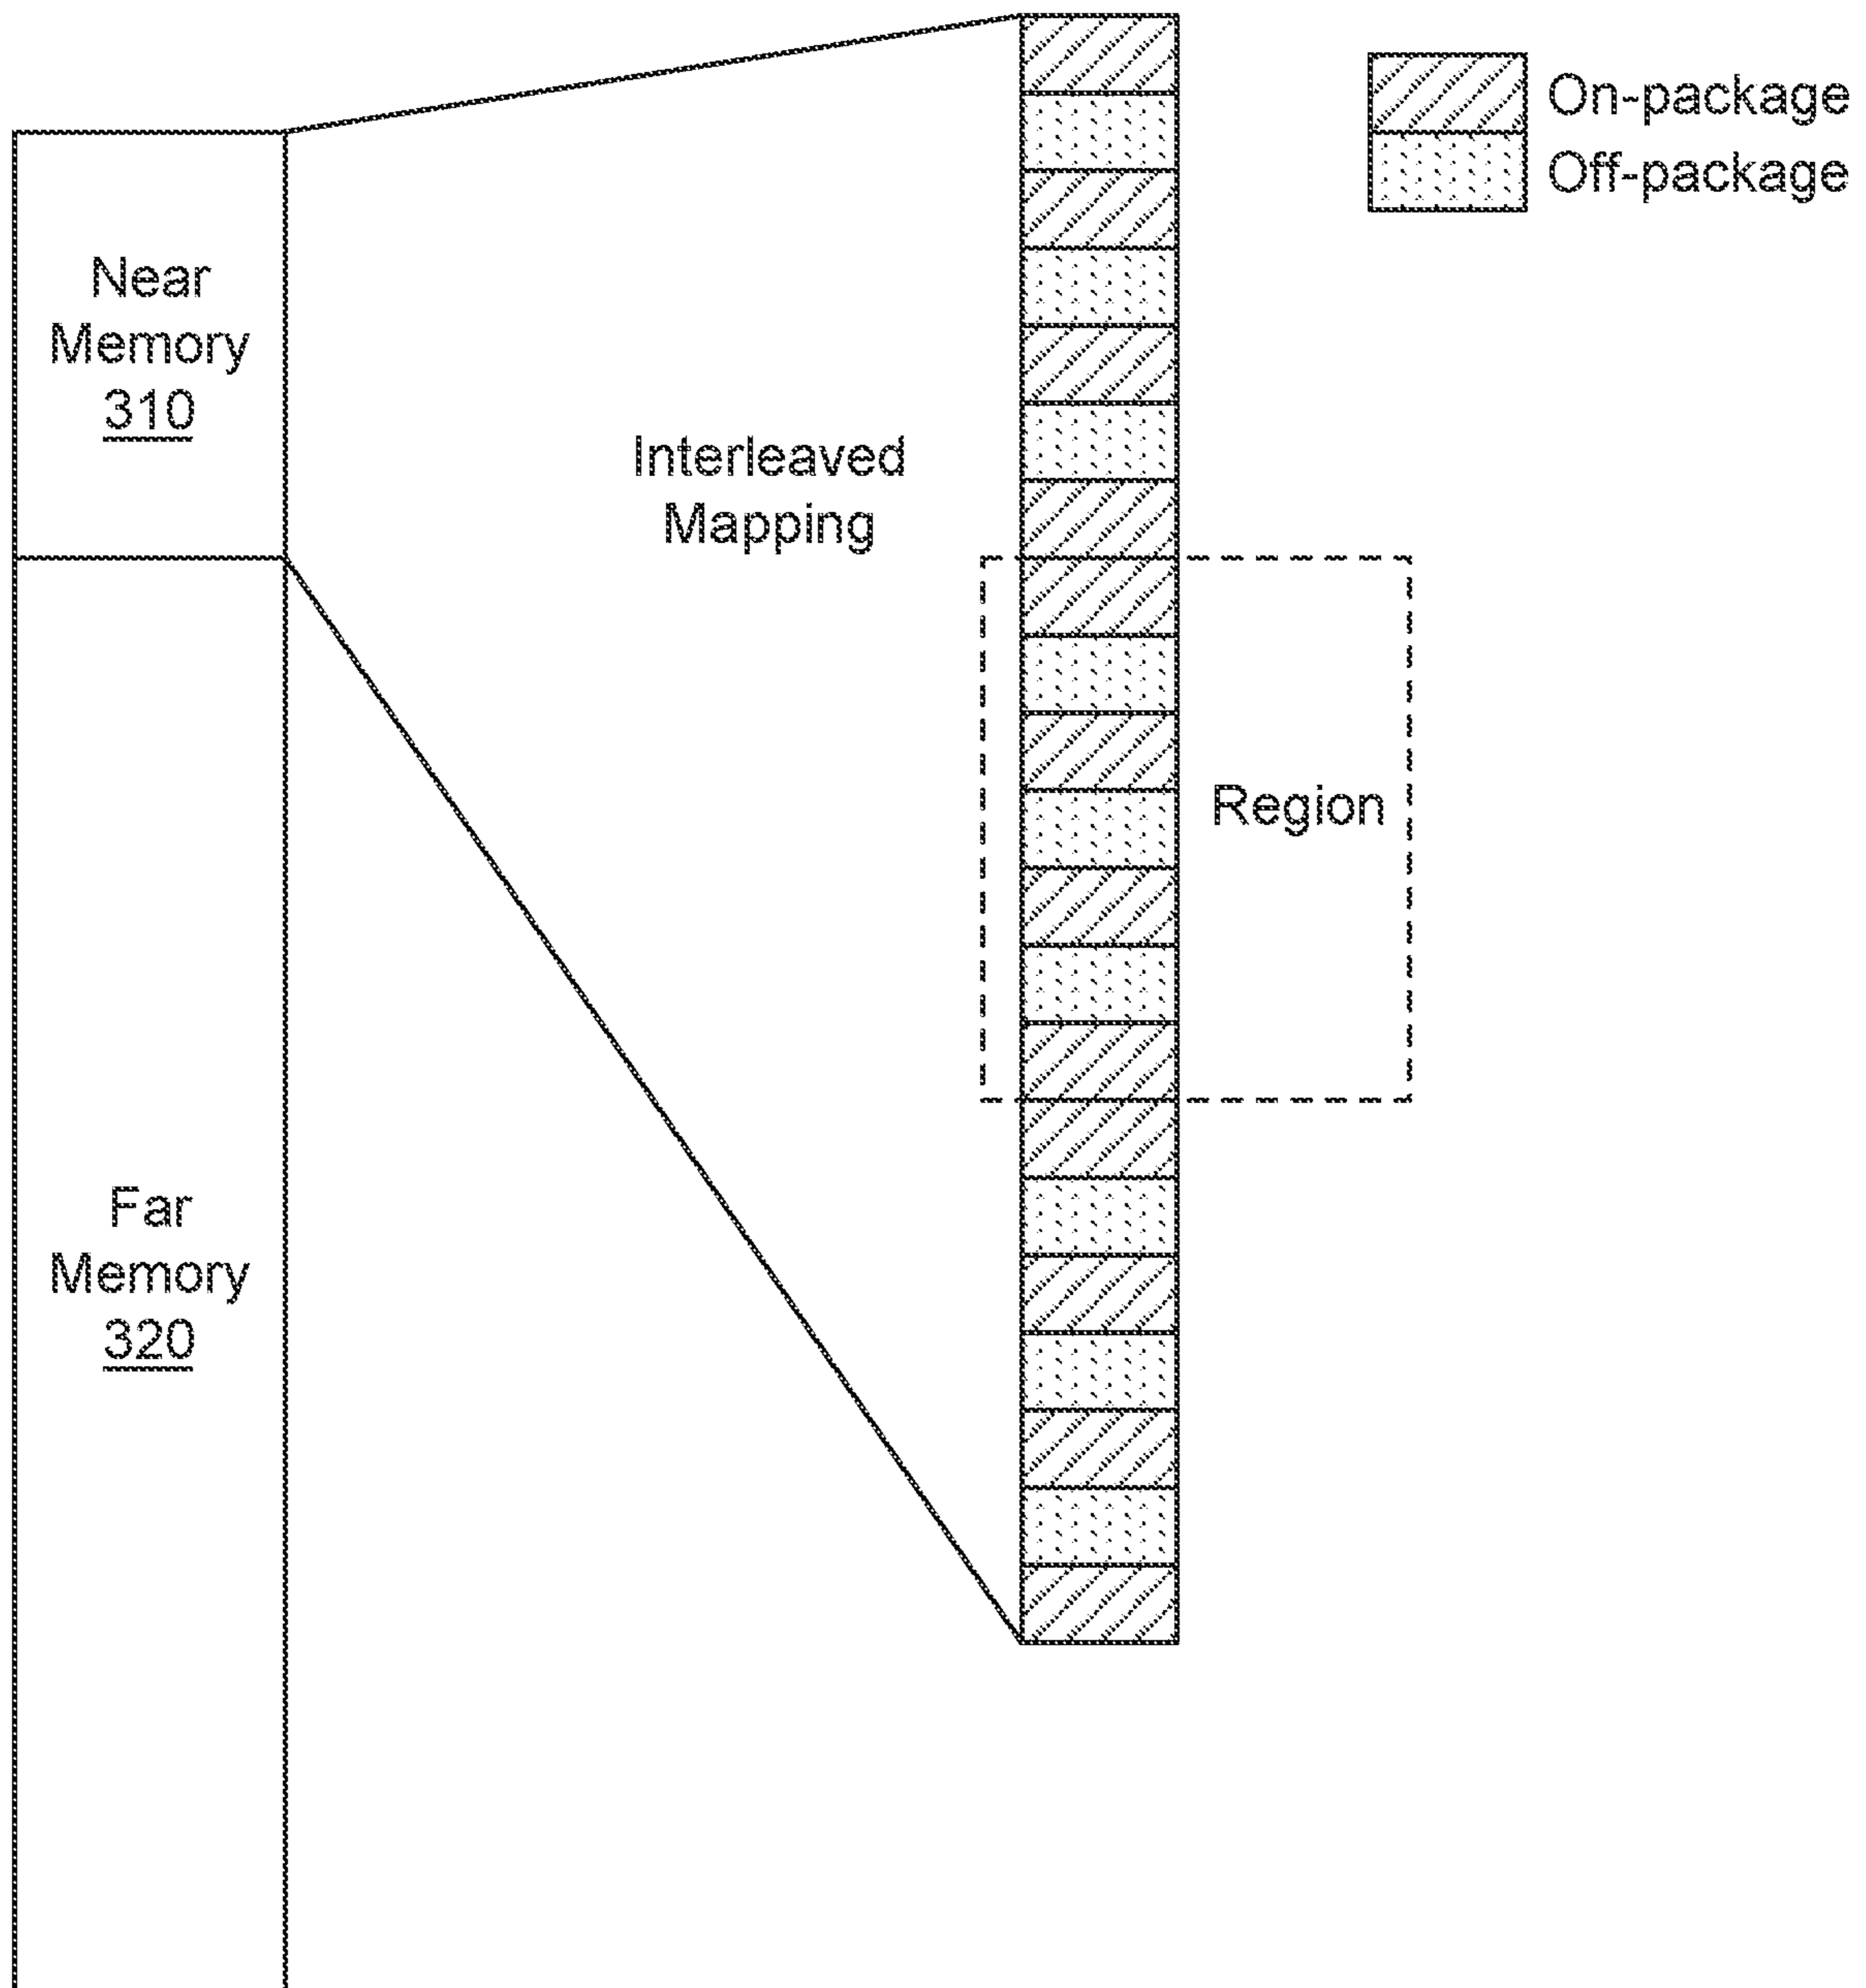 On-package
Off-package
Near
Memory
310
Interleaved
Mapping
Region
Far
Memory
320